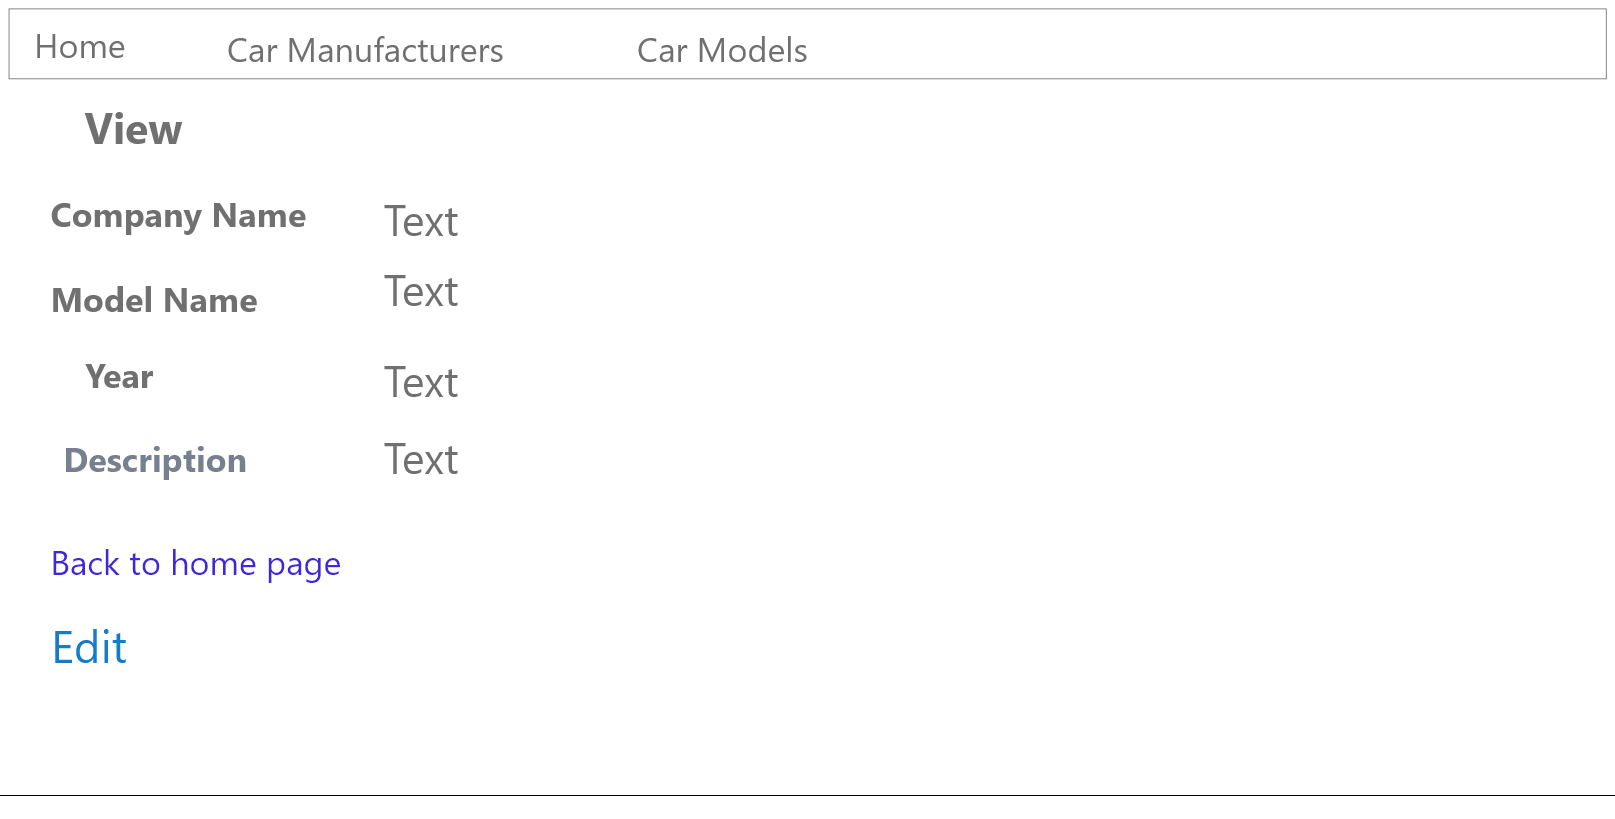 Home Car Manufacturers Car Models
View
Company Name Text
Model Name Text
Year Text
Description Text
Back to home page
Edit